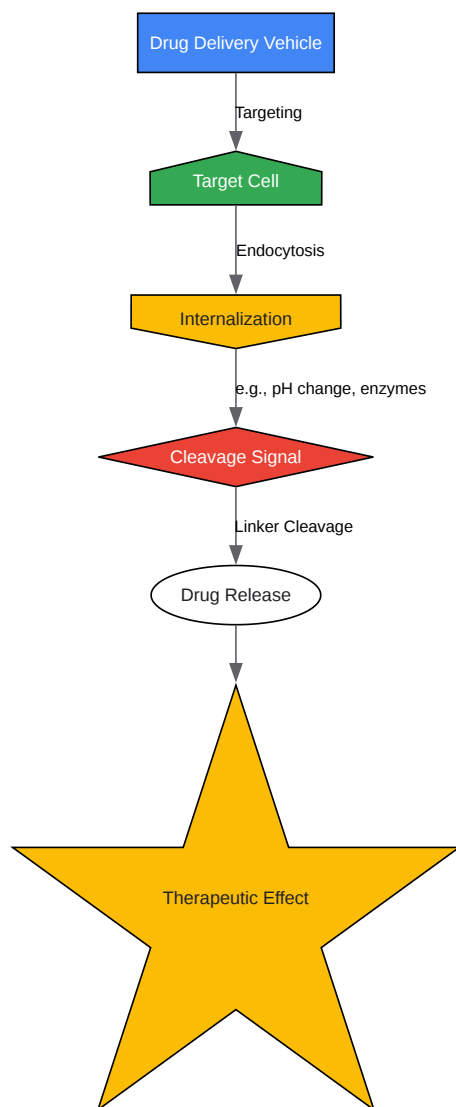 Drug Delivery Vehicle
Targeting
Target Cell
Endocytosis
Internalization
e.g., pH change, enzymes
Cleavage Signal
Linker Cleavage
Drug Release
Therapeutic Effect